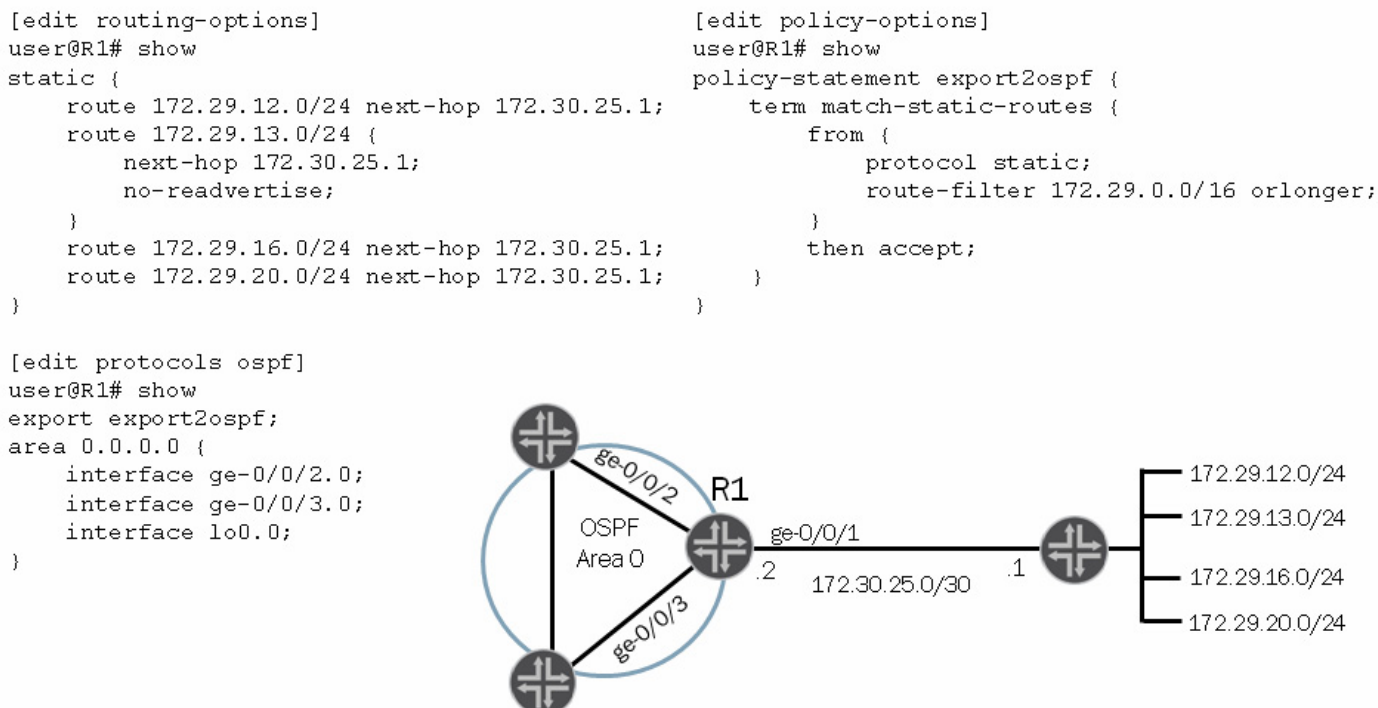 [edit routing-options]
user@R1# show
static {
route 172.29.12.0/24 next-hop 172.30.25.1;
route 172.29.13.0/24 {
next-hop 172.30.25.1;
no-readvertise;
}
route 172.29.16.0/24 next-hop 172.30.25.1;
route 172.29.20.0/24 next-hop 172.30.25.1;
}
[edit policy-options]
user@R1# show
policy-statement export2ospf {
term match-static-routes {
from {
protocol static;
route-filter 172.29.0.0/16 orlonger;
}
then accept;
}
}
[edit protocols ospf]
user@R1# show
export export2ospf;
area 0.0.0.0 {
interface ge-0/0/2.0;
interface ge-0/0/3.0;
interface lo0.0;
}
ge-0/0/2
R1
OSPF
Area 0
ge-0/0/1
.2
172.30.25.0/30
.1
ge-0/0/3
172.29.12.0/24
172.29.13.0/24
172.29.16.0/24
172.29.20.0/24